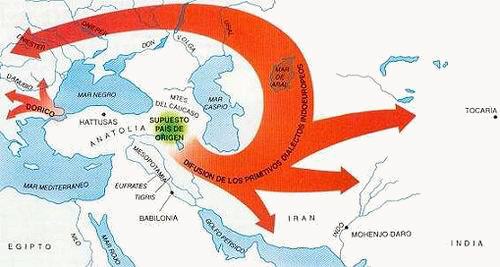 DNIEPER
DNIESTER
URAL
VOLGA
DON
DANUBIO
DORICO
MAR NEGRO
MTES
DEL CAUCASO
MAR
CASPIO
MAR
DE
ARAL
TOCARÍA
HATTUSAS
ANATOLIA
SUPUESTO
PAÍS DE
ORIGEN
DIFUSION DE LOS PRIMITIVOS DIALECTOS INDOEUROPEOS
MESOPOTAMIA
MAR MEDITERRANEO
EUFRATES
TIGRIS
BABILONIA
IRAN
GOLFO PERSICO
INDO
MOHENJO DARO
EGIPTO
NILO
MAR ROJO
INDIA